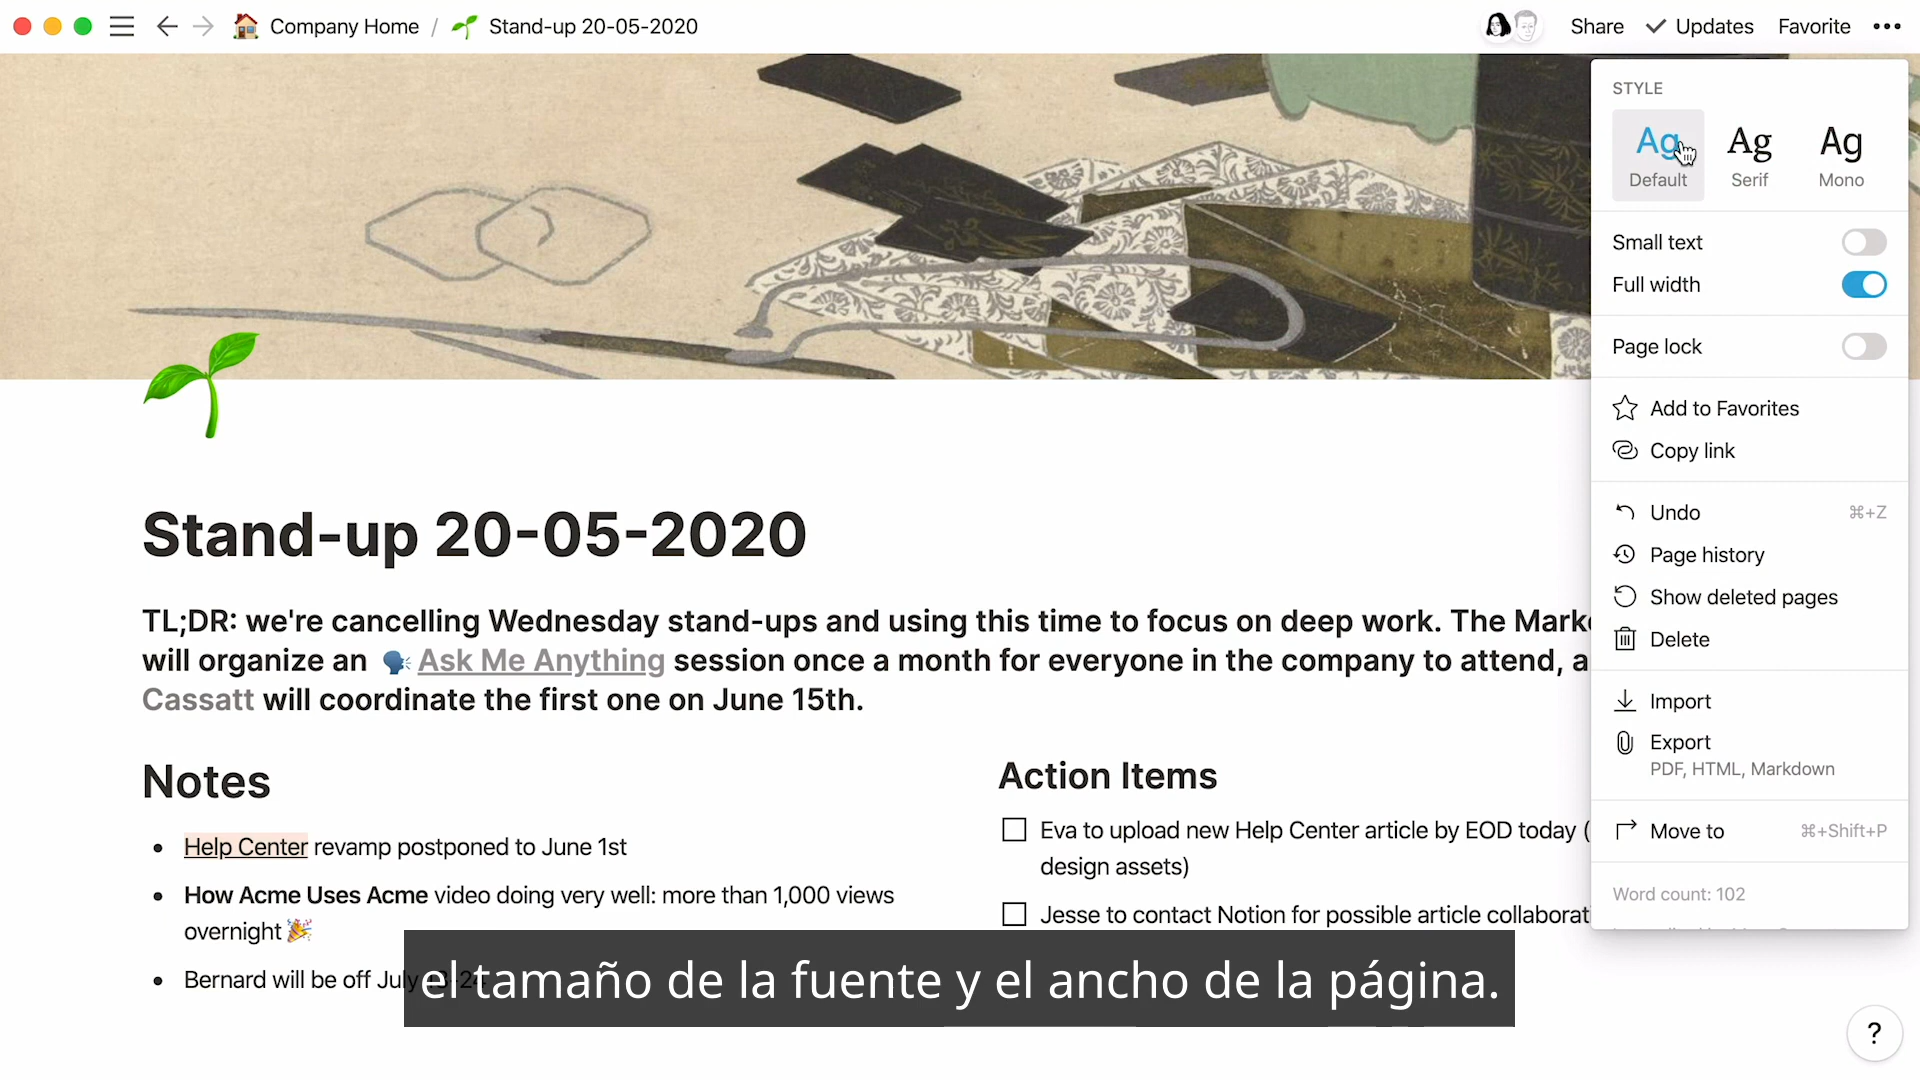 Company Home / Stand-up 20-05-2020
Share Updates Favorite
STYLE
Ag Ag Ag
Default Serif Mono
Small text
Full width
Page lock
Add to Favorites
Copy link
Undo ⌘+Z
Page history
Show deleted pages
Delete
Import
Export
PDF, HTML, Markdown
Move to ⌘+Shift+P
Word count: 102
Stand-up 20-05-2020
TL;DR: we're cancelling Wednesday stand-ups and using this time to focus on deep work. The
will organize an 🗣️ Ask Me Anything session once a month for everyone in the company to attend,
Cassatt will coordinate the first one on June 15th.
Notes
• Help Center revamp postponed to June 1st
• How Acme Uses Acme video doing very well: more than 1,000 views
overnight 🎉
• Bernard will be off July
Action Items
Eva to upload new Help Center article by EOD today (
design assets)
Jesse to contact Notion for possible article
el tamaño de la fuente y el ancho de la página.
?